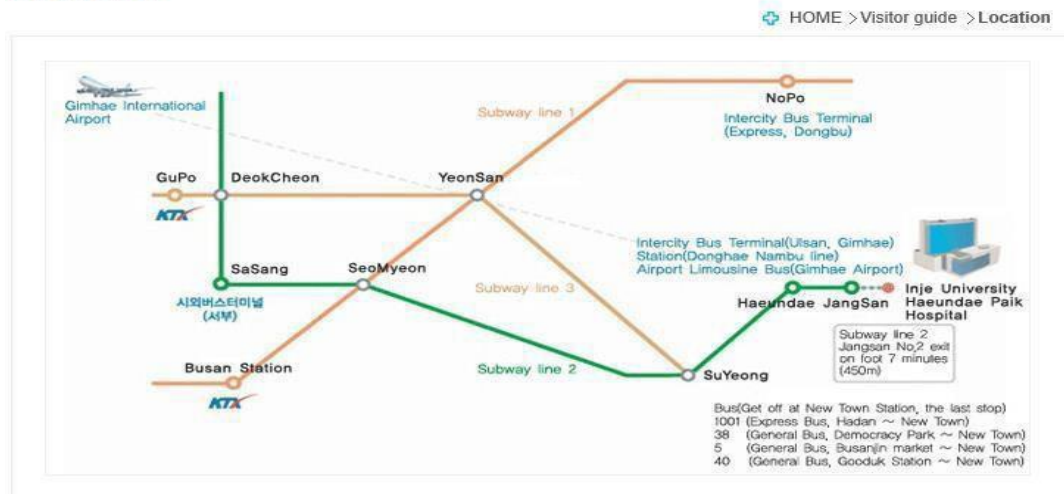 HOME >Visitor guide >Location
Gimhae International
Airport
Subway line 1
NoPo
Intercity Bus Terminal
(Express, Dongbu)
GuPo
DeokCheon
YeonSan
KTX
Intercity Bus Terminal(Ulsan, Gimhae)
Station(Donghae Nambu line)
Airport Limousine Bus(Gimhae Airport)
SaSang
SeoMyeon
시외버스터미널
(서부)
Subway line 3
Haeundae
JangSan
Inje University
Haeundae Paik
Hospital
Subway line 2
Jangsan No,2 exit
on foot 7 minutes
(450m)
Busan Station
KTX
Subway line 2
SuYeong
Bus(Get off at New Town Station, the last stop)
1001 (Express Bus, Hadan ~ New Town)
38 (General Bus, Democracy Park ~ New Town)
5 (General Bus, Busanjin market ~ New Town)
40 (General Bus, Gooduk Station ~ New Town)